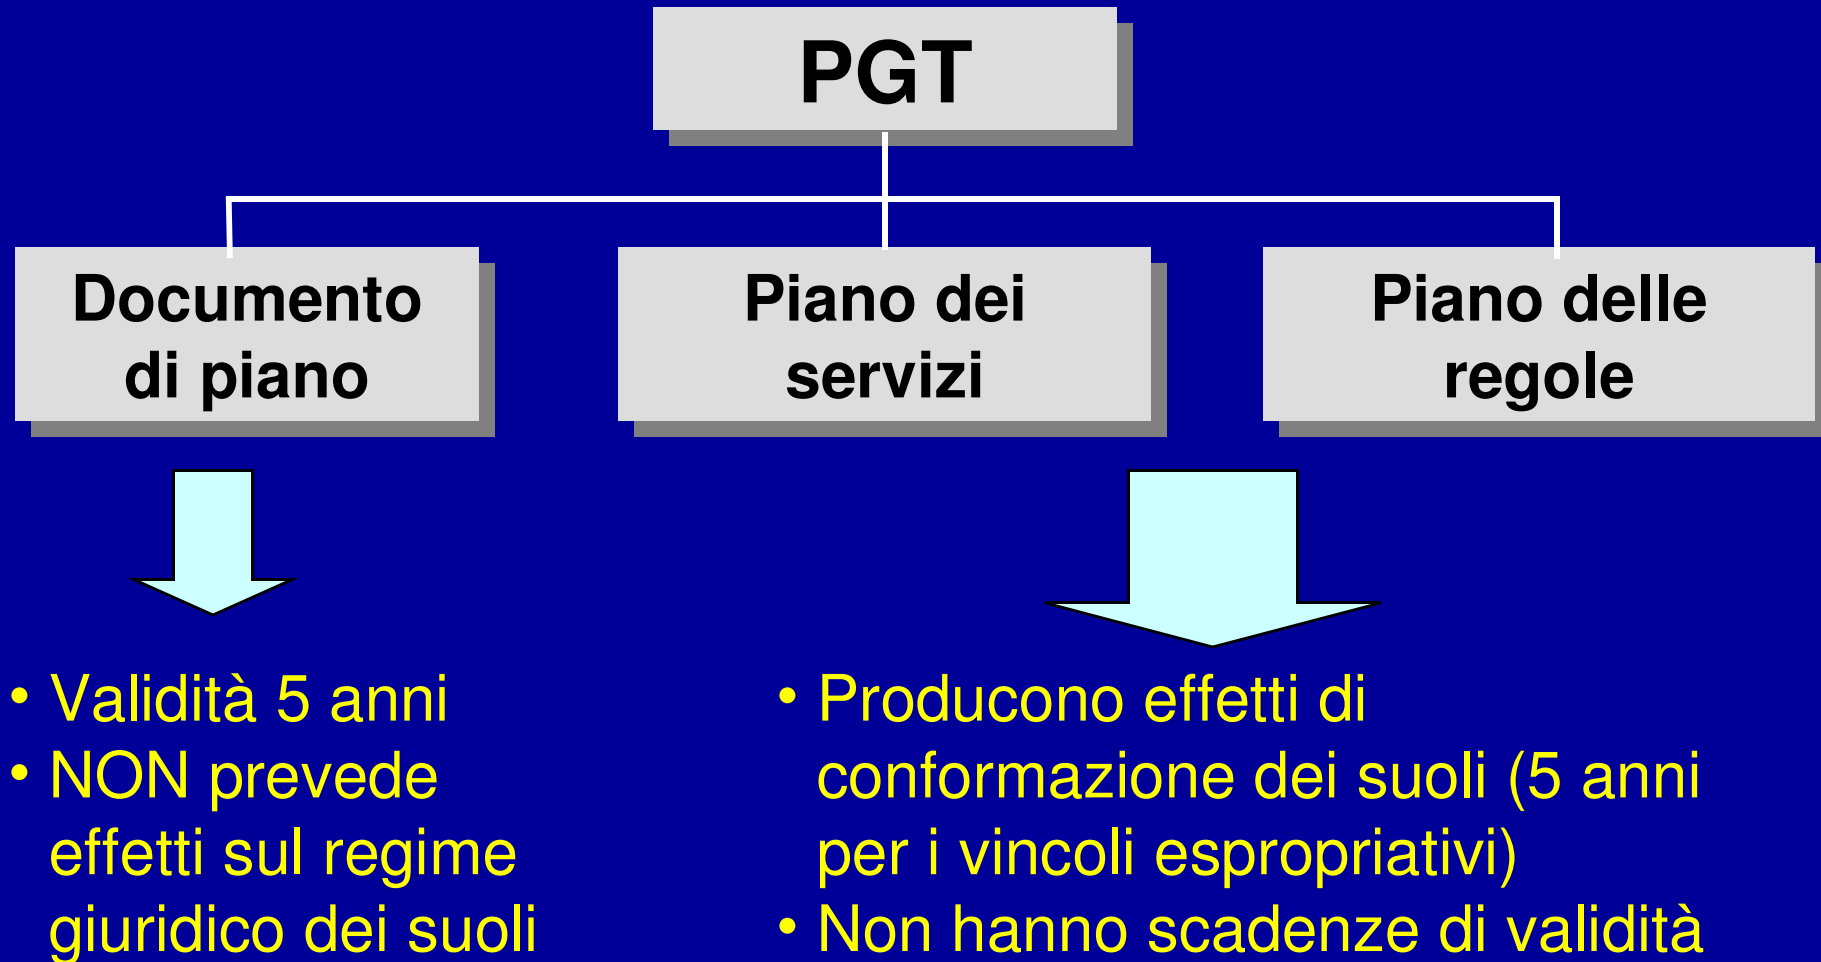 PGT
Documento
di piano
Piano dei
servizi
Piano delle
regole
• Validità 5 anni
• NON prevede
effetti sul regime
giuridico dei suoli
• Producono effetti di
conformazione dei suoli (5 anni
per i vincoli espropriativi)
• Non hanno scadenze di validità